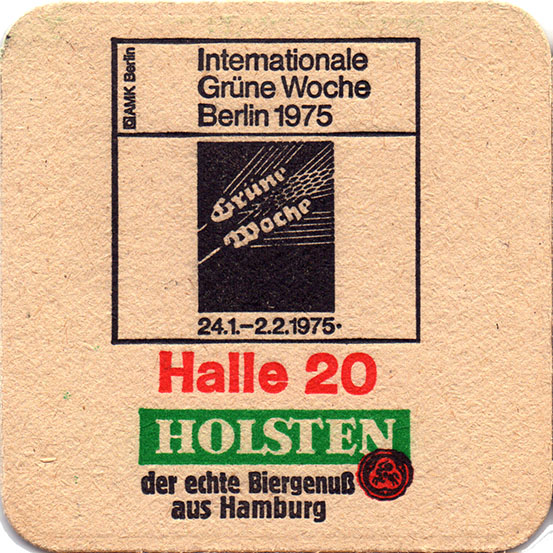 AMK Berlin
Internationale
Grüne Woche
Berlin 1975
Grüne
Woche
24.1.–2.2.1975·
Halle 20
HOLSTEN
der echte Biergenuß
aus Hamburg